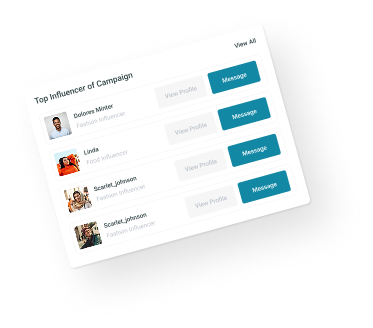 Top Influencer of Campaign
View All
Dolores Minter
Fashion Influencer
View Profile
Message
Linda
Food Influencer
View Profile
Message
Scarlet_johnson
Fashion Influencer
View Profile
Message
Scarlet_johnson
Fashion Influencer
View Profile
Message